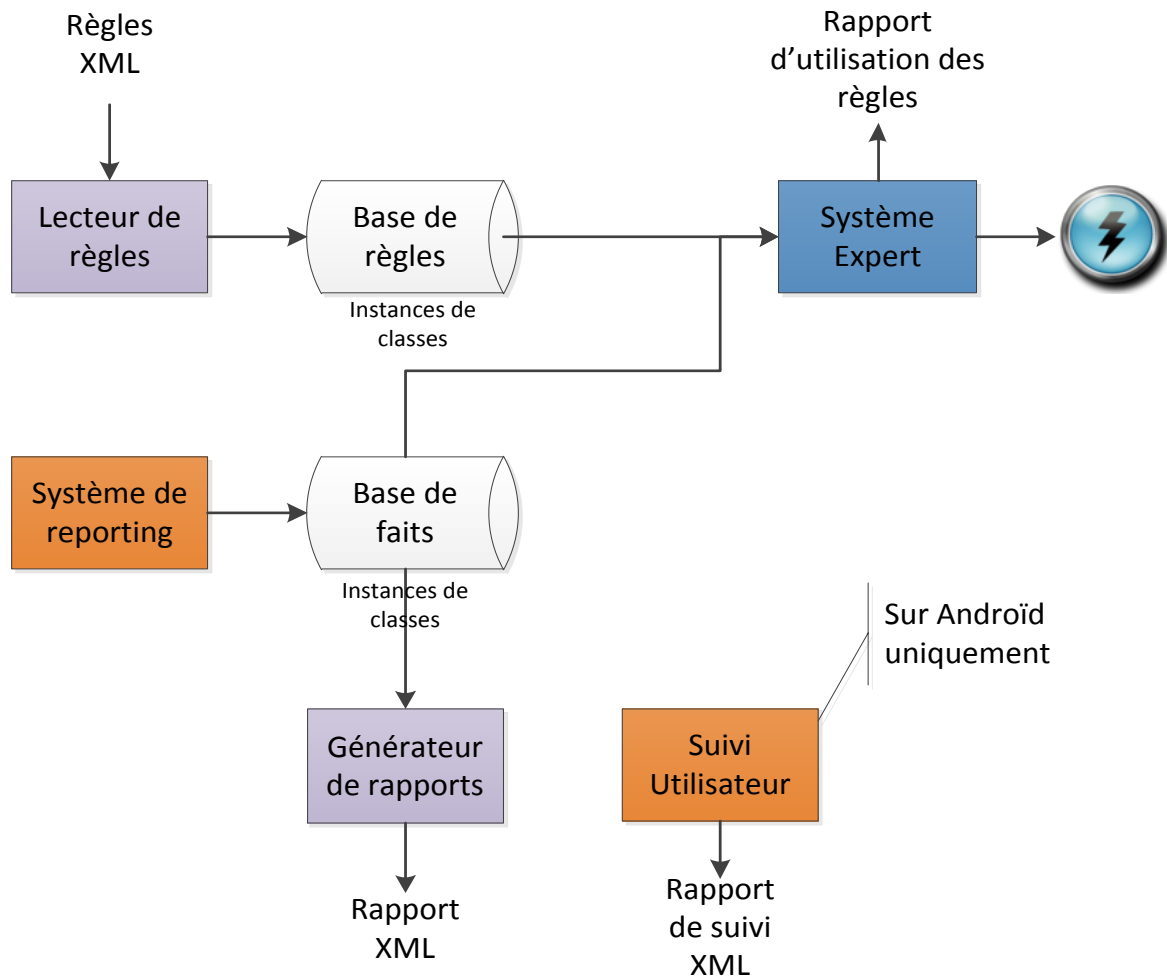 Règles
XML
Rapport
d’utilisation des
règles
Lecteur de
règles
Base de
règles
Système
Expert
Instances de
classes
Système de
reporting
Base de
faits
Instances de
classes
Sur Androïd
uniquement
Générateur
de rapports
Suivi
Utilisateur
Rapport
XML
Rapport
de suivi
XML